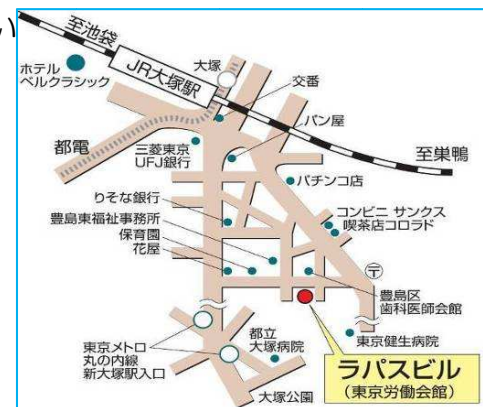 い
至池袋
JR大塚駅
大塚
ホテル
ベルクラシック
交番
パン屋
都電
三菱東京
UFJ銀行
至巣鴨
パチンコ店
りそな銀行
豊島東福祉事務所
保育園
花屋
コンビニ サンクス
喫茶店コロラド
〒
豊島区
歯科医師会館
東京メトロ
丸の内線
新大塚駅入口
都立
大塚病院
東京健生病院
大塚公園
ラパスビル
(東京労働会館)